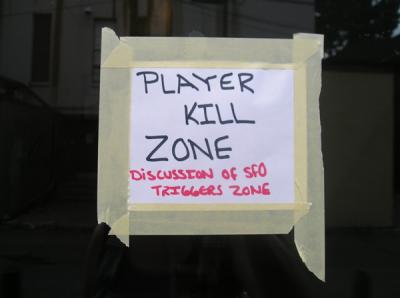 PLAYER
KILL
ZONE
DISCUSSION OF SFO
TRIGGERS ZONE